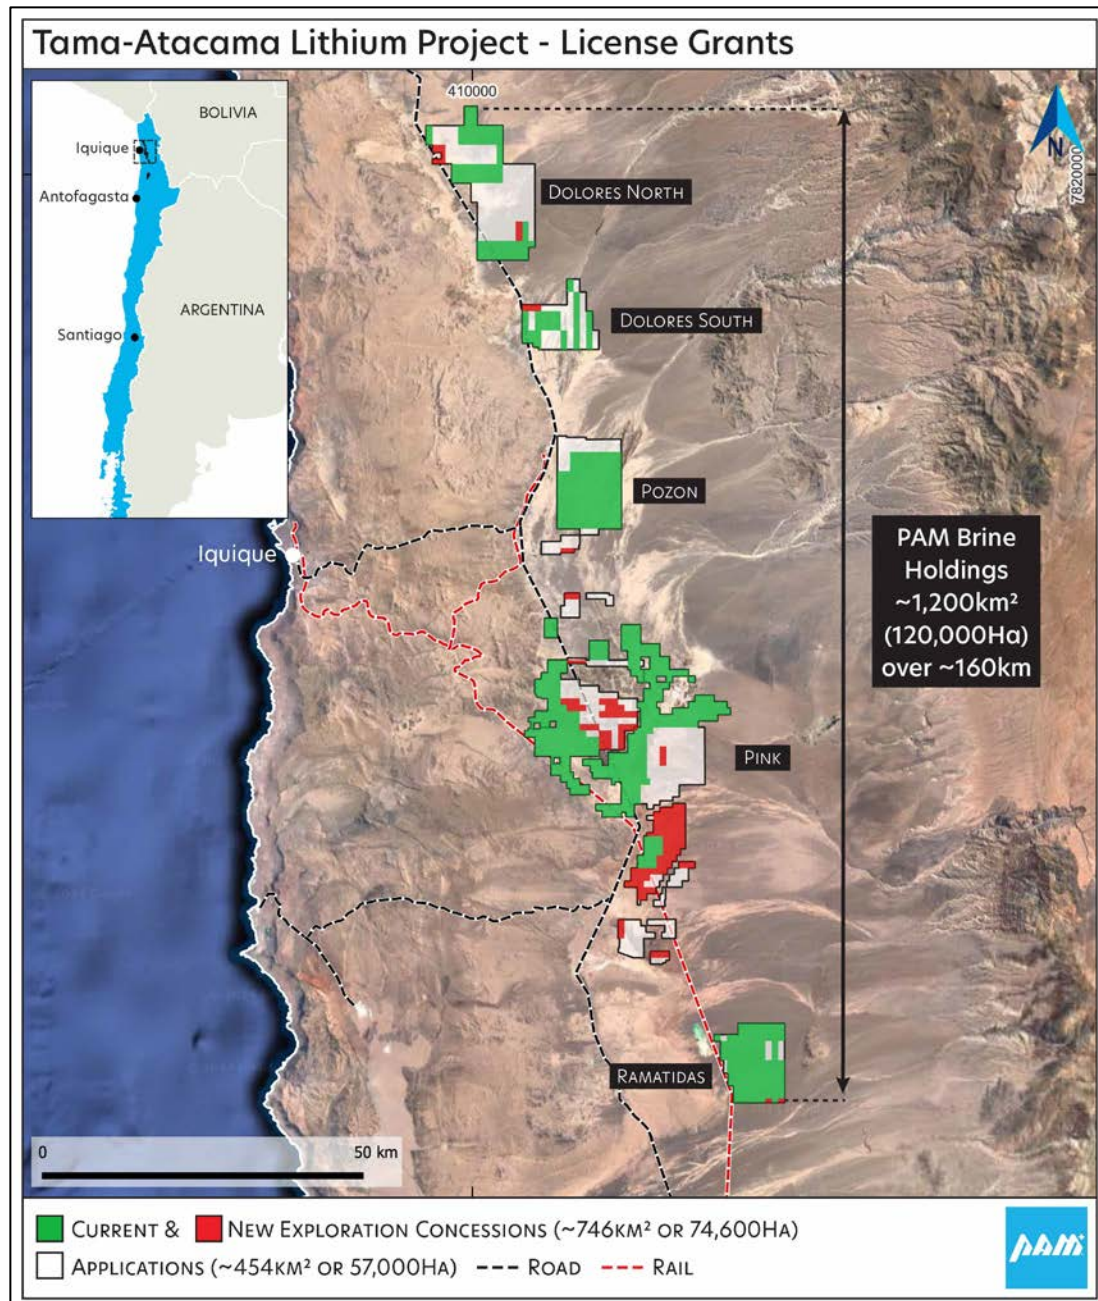 Tama-Atacama Lithium Project - License Grants
410000
7820000
N
BOLIVIA
Iquique
Antofagasta
ARGENTINA
Santiago
DOLORES NORTH
DOLORES SOUTH
POZON
Iquique
PAM Brine
Holdings
~1,200km²
(120,000Ha)
over ~160km
PINK
RAMATIDAS
0 50 km
CURRENT & NEW EXPLORATION CONCESSIONS (~746KM² OR 74,600HA)
APPLICATIONS (~454KM² OR 57,000HA) ROAD RAIL
PAM